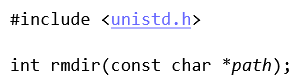 #include <unistd.h>
int rmdir(const char *path);